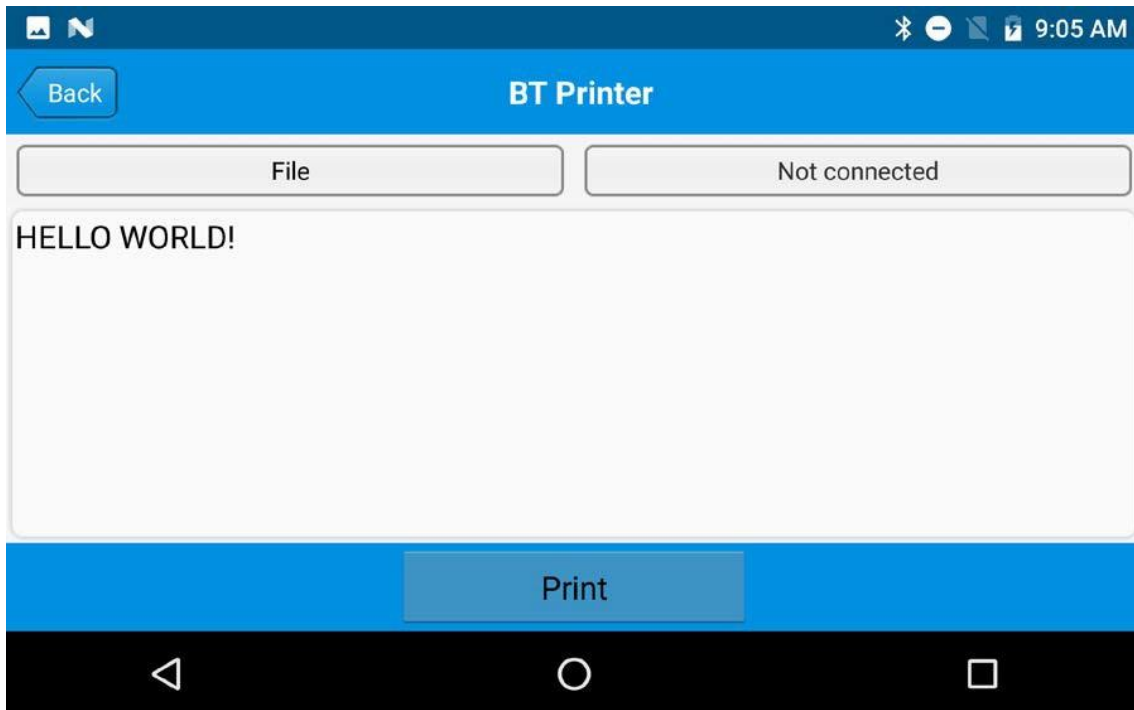 9:05 AM
Back
BT Printer
File
Not connected
HELLO WORLD!
Print